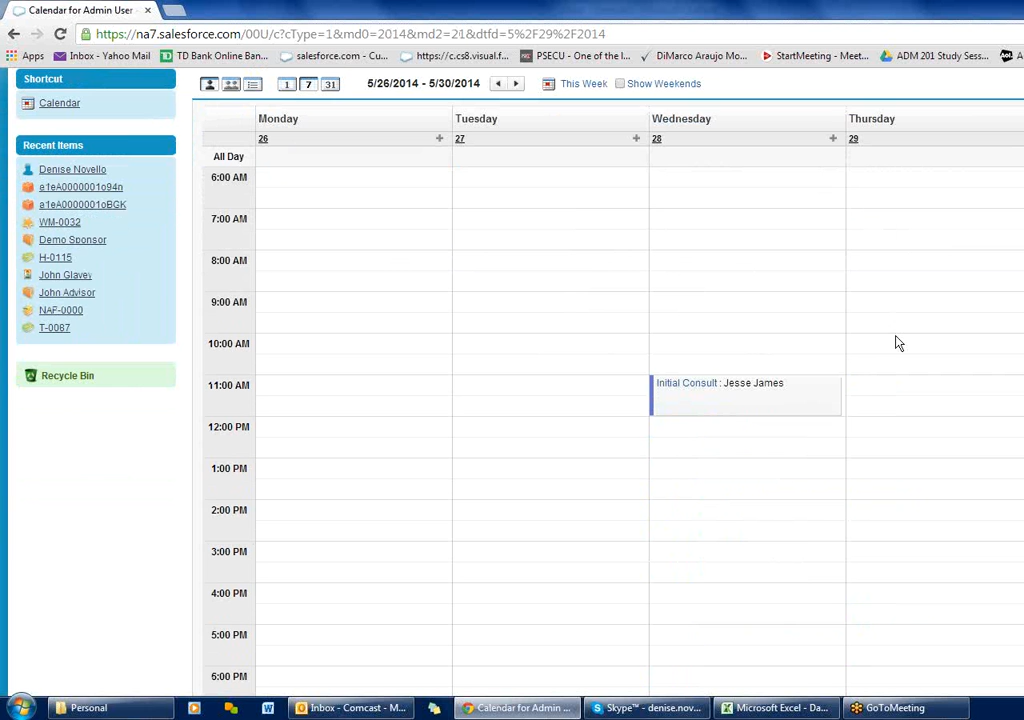 Calendar for Admin User ×
https://na7.salesforce.com/00U/c?cType=1&md0=2014&md2=21&dtfd=5%2F29%2F2014
Apps Inbox - Yahoo Mail TD Bank Online Ban... salesforce.com - Cu... https://c.cs8.visual.f... PSECU - One of the l... DiMarco Araujo Mo... StartMeeting - Meet... ADM 201 Study Sess...
Shortcut
Calendar
Recent Items
Denise Novello
a1eA0000001o94n
a1eA0000001oBGK
WM-0032
Demo Sponsor
H-0115
John Glavey
John Advisor
NAF-0000
T-0087
Recycle Bin
1 7 31 5/26/2014 - 5/30/2014 This Week Show Weekends
Monday Tuesday Wednesday Thursday
26 + 27 + 28 + 29
All Day
6:00 AM
7:00 AM
8:00 AM
9:00 AM
10:00 AM
11:00 AM Initial Consult : Jesse James
12:00 PM
1:00 PM
2:00 PM
3:00 PM
4:00 PM
5:00 PM
6:00 PM
Personal Inbox - Comcast - M... Calendar for Admin ... Skype™ - denise.nov... Microsoft Excel - Da... GoToMeeting